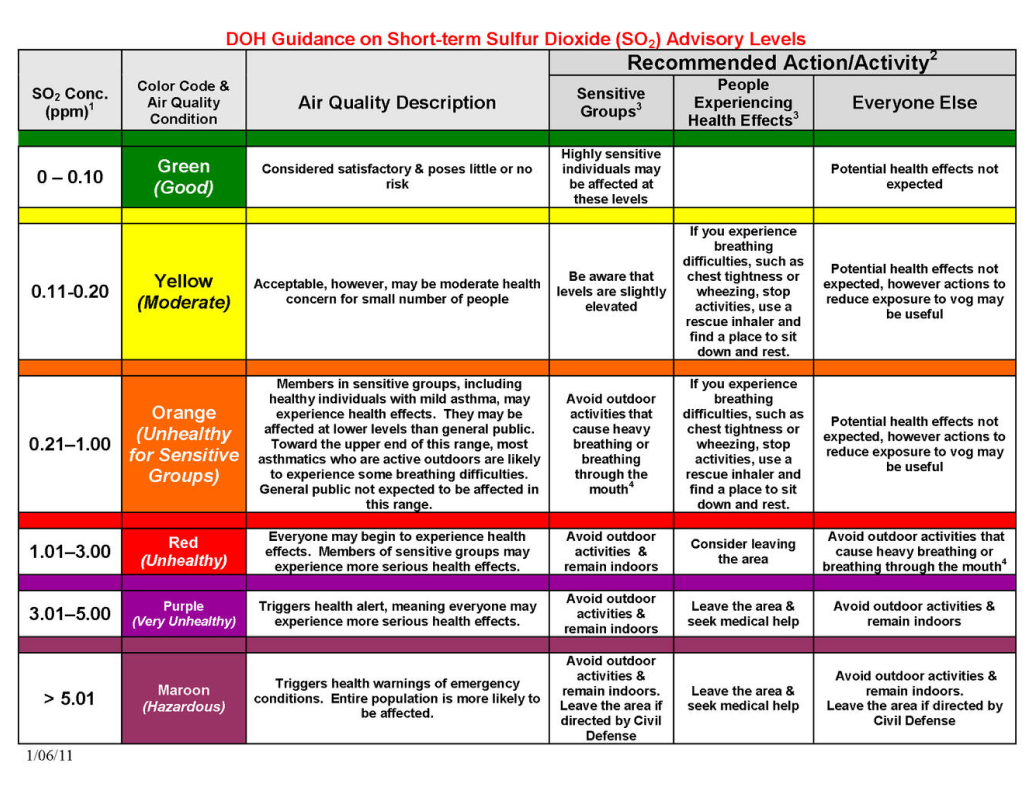 DOH Guidance on Short-term Sulfur Dioxide (SO2) Advisory Levels
SO2 Conc.
(ppm)1
Color Code &
Air Quality
Condition
Air Quality Description
Recommended Action/Activity2
Sensitive
Groups3
People
Experiencing
Health Effects3
Everyone Else
0 – 0.10
Green
(Good)
Considered satisfactory & poses little or no
risk
Highly sensitive
individuals may
be affected at
these levels
Potential health effects not
expected
0.11-0.20
Yellow
(Moderate)
Acceptable, however, may be moderate health
concern for small number of people
Be aware that
levels are slightly
elevated
If you experience
breathing
difficulties, such as
chest tightness or
wheezing, stop
activities, use a
rescue inhaler and
find a place to sit
down and rest.
Potential health effects not
expected, however actions to
reduce exposure to vog may
be useful
0.21–1.00
Orange
(Unhealthy
for Sensitive
Groups)
Members in sensitive groups, including
healthy individuals with mild asthma, may
experience health effects. They may be
affected at lower levels than general public.
Toward the upper end of this range, most
asthmatics who are active outdoors are likely
to experience some breathing difficulties.
General public not expected to be affected in
this range.
Avoid outdoor
activities that
cause heavy
breathing or
breathing
through the
mouth4
If you experience
breathing
difficulties, such as
chest tightness or
wheezing, stop
activities, use a
rescue inhaler and
find a place to sit
down and rest.
Potential health effects not
expected, however actions to
reduce exposure to vog may
be useful
1.01–3.00
Red
(Unhealthy)
Everyone may begin to experience health
effects. Members of sensitive groups may
experience more serious health effects.
Avoid outdoor
activities &
remain indoors
Consider leaving
the area
Avoid outdoor activities that
cause heavy breathing or
breathing through the mouth4
3.01–5.00
Purple
(Very Unhealthy)
Triggers health alert, meaning everyone may
experience more serious health effects.
Avoid outdoor
activities &
remain indoors
Leave the area &
seek medical help
Avoid outdoor activities &
remain indoors
> 5.01
Maroon
(Hazardous)
Triggers health warnings of emergency
conditions. Entire population is more likely to
be affected.
Avoid outdoor
activities &
remain indoors.
Leave the area if
directed by Civil
Defense
Leave the area &
seek medical help
Avoid outdoor activities &
remain indoors.
Leave the area if directed by
Civil Defense
1/06/11